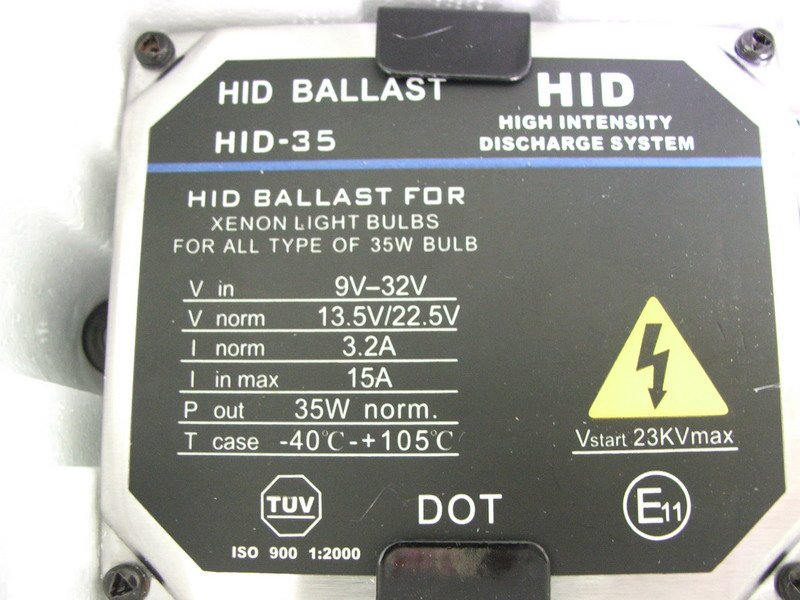 HID BALLAST
HID-35
HID
HIGH INTENSITY
DISCHARGE SYSTEM
HID BALLAST FOR
XENON LIGHT BULBS
FOR ALL TYPE OF 35W BULB
V in 9V–32V
V norm 13.5V/22.5V
I norm 3.2A
I in max 15A
P out 35W norm.
T case -40℃-+105℃
Vstart 23KVmax
TÜV
ISO 900 1:2000
DOT
E11